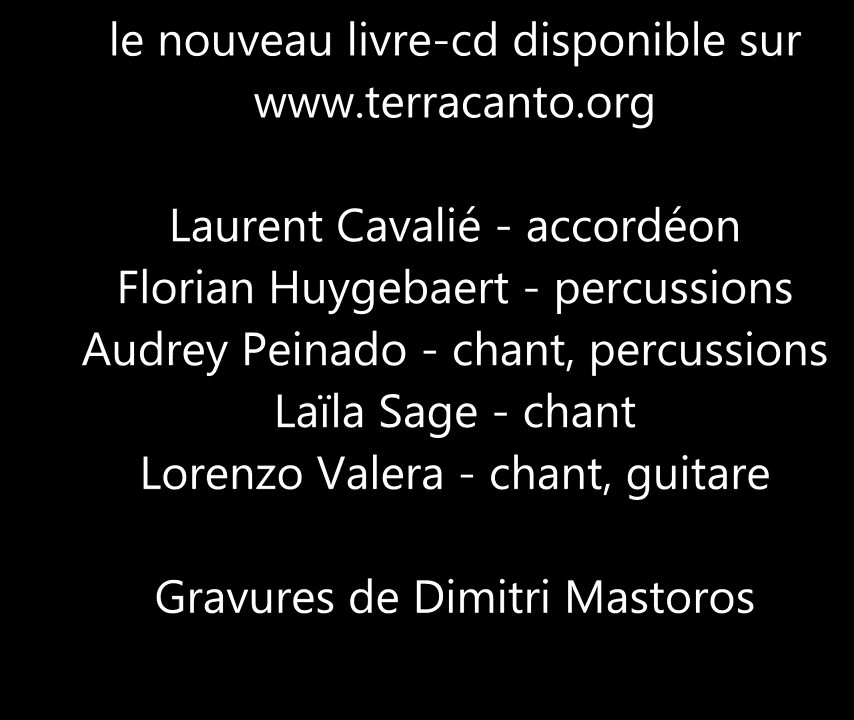 le nouveau livre-cd disponible sur
www.terracanto.org
Laurent Cavalié - accordéon
Florian Huygebaert - percussions
Audrey Peinado - chant, percussions
Laïla Sage - chant
Lorenzo Valera - chant, guitare
Gravures de Dimitri Mastoros